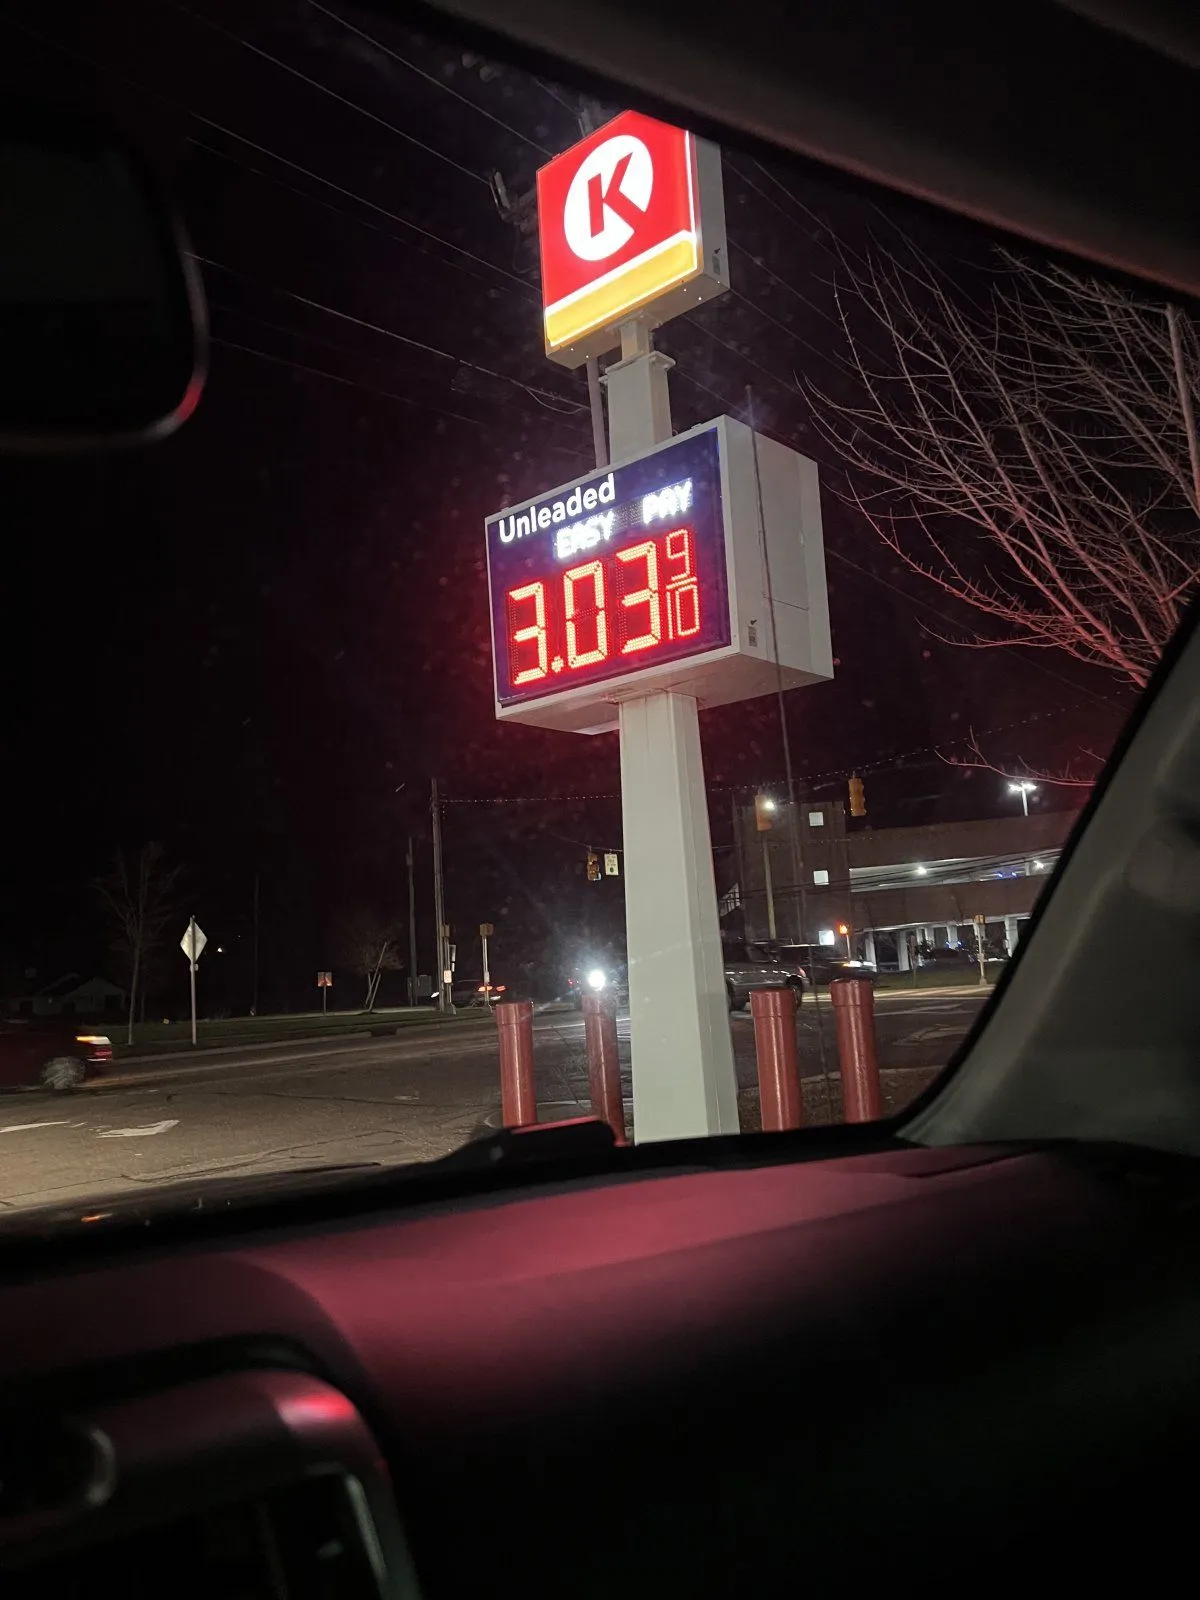 K
Unleaded
EASY PAY
3.03 9/10